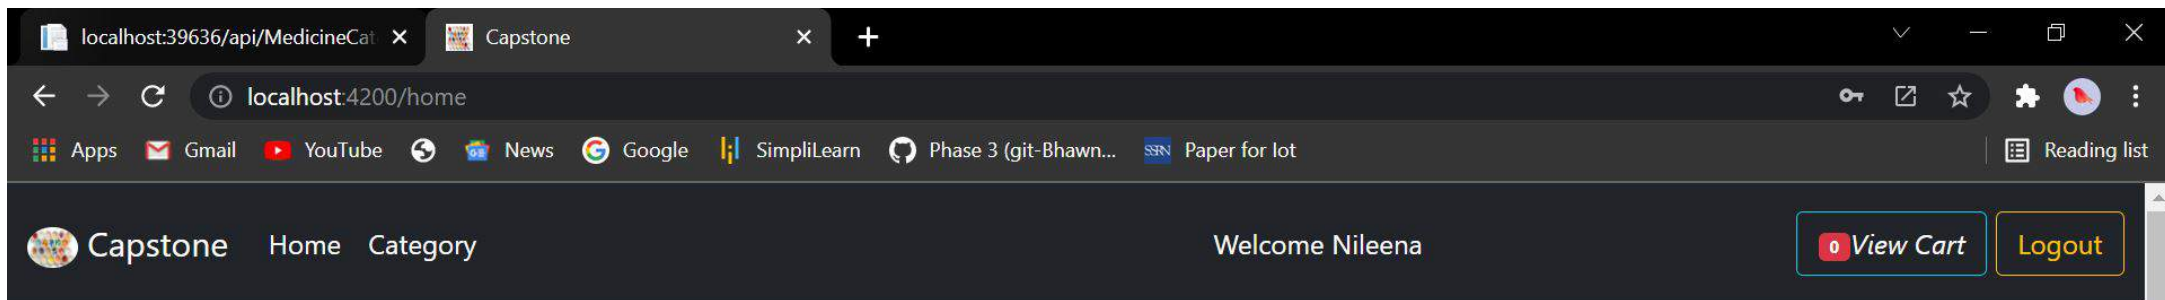 localhost:39636/api/MedicineCat
Capstone
localhost:4200/home
Apps Gmail YouTube News Google SimpliLearn Phase 3 (git-Bhawn... SSRN Paper for Iot Reading list
Capstone Home Category Welcome Nileena 0 View Cart Logout